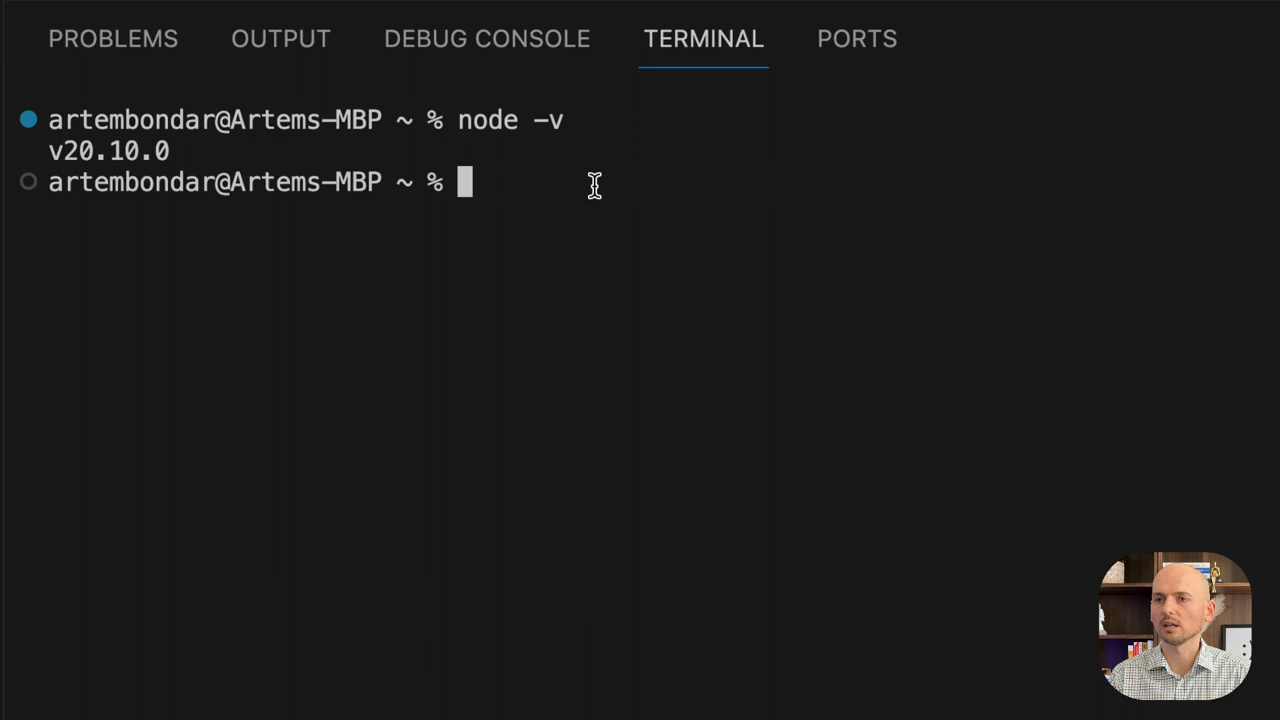 PROBLEMS OUTPUT DEBUG CONSOLE TERMINAL PORTS
artembondar@Artems-MBP ~ % node -v
v20.10.0
artembondar@Artems-MBP ~ %